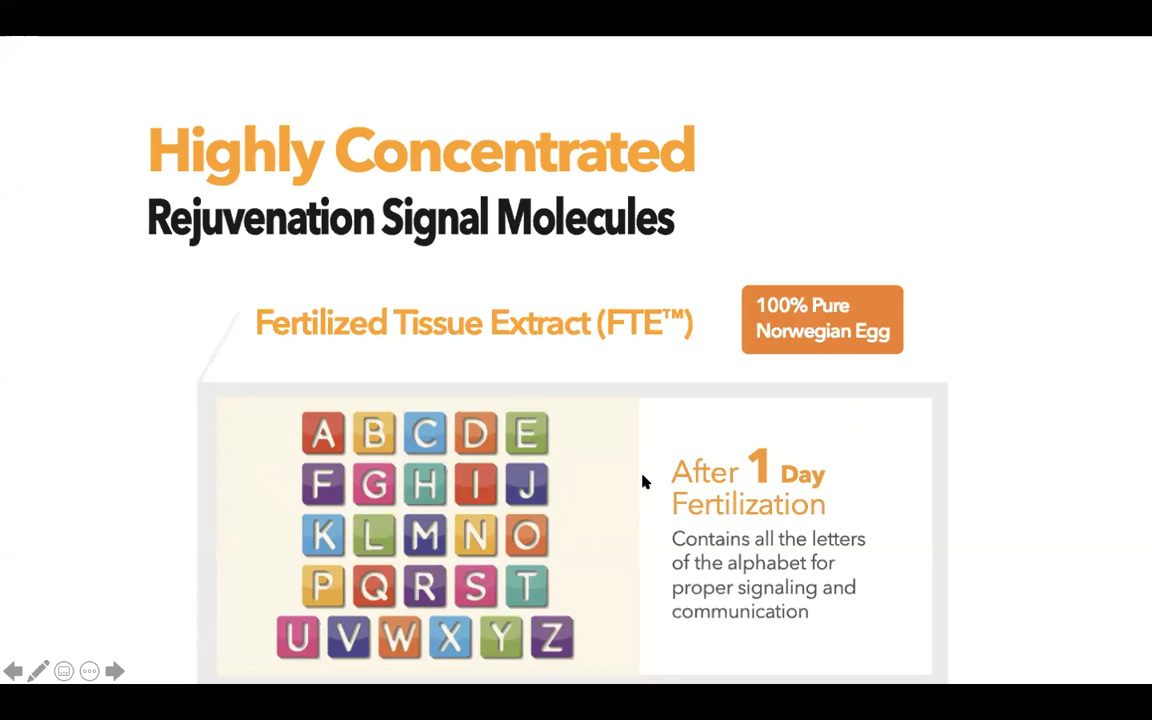 Highly Concentrated
Rejuvenation Signal Molecules
Fertilized Tissue Extract (FTE™)
100% Pure
Norwegian Egg
A B C D E
F G H I J
K L M N O
P Q R S T
U V W X Y Z
After 1 Day
Fertilization
Contains all the letters
of the alphabet for
proper signaling and
communication